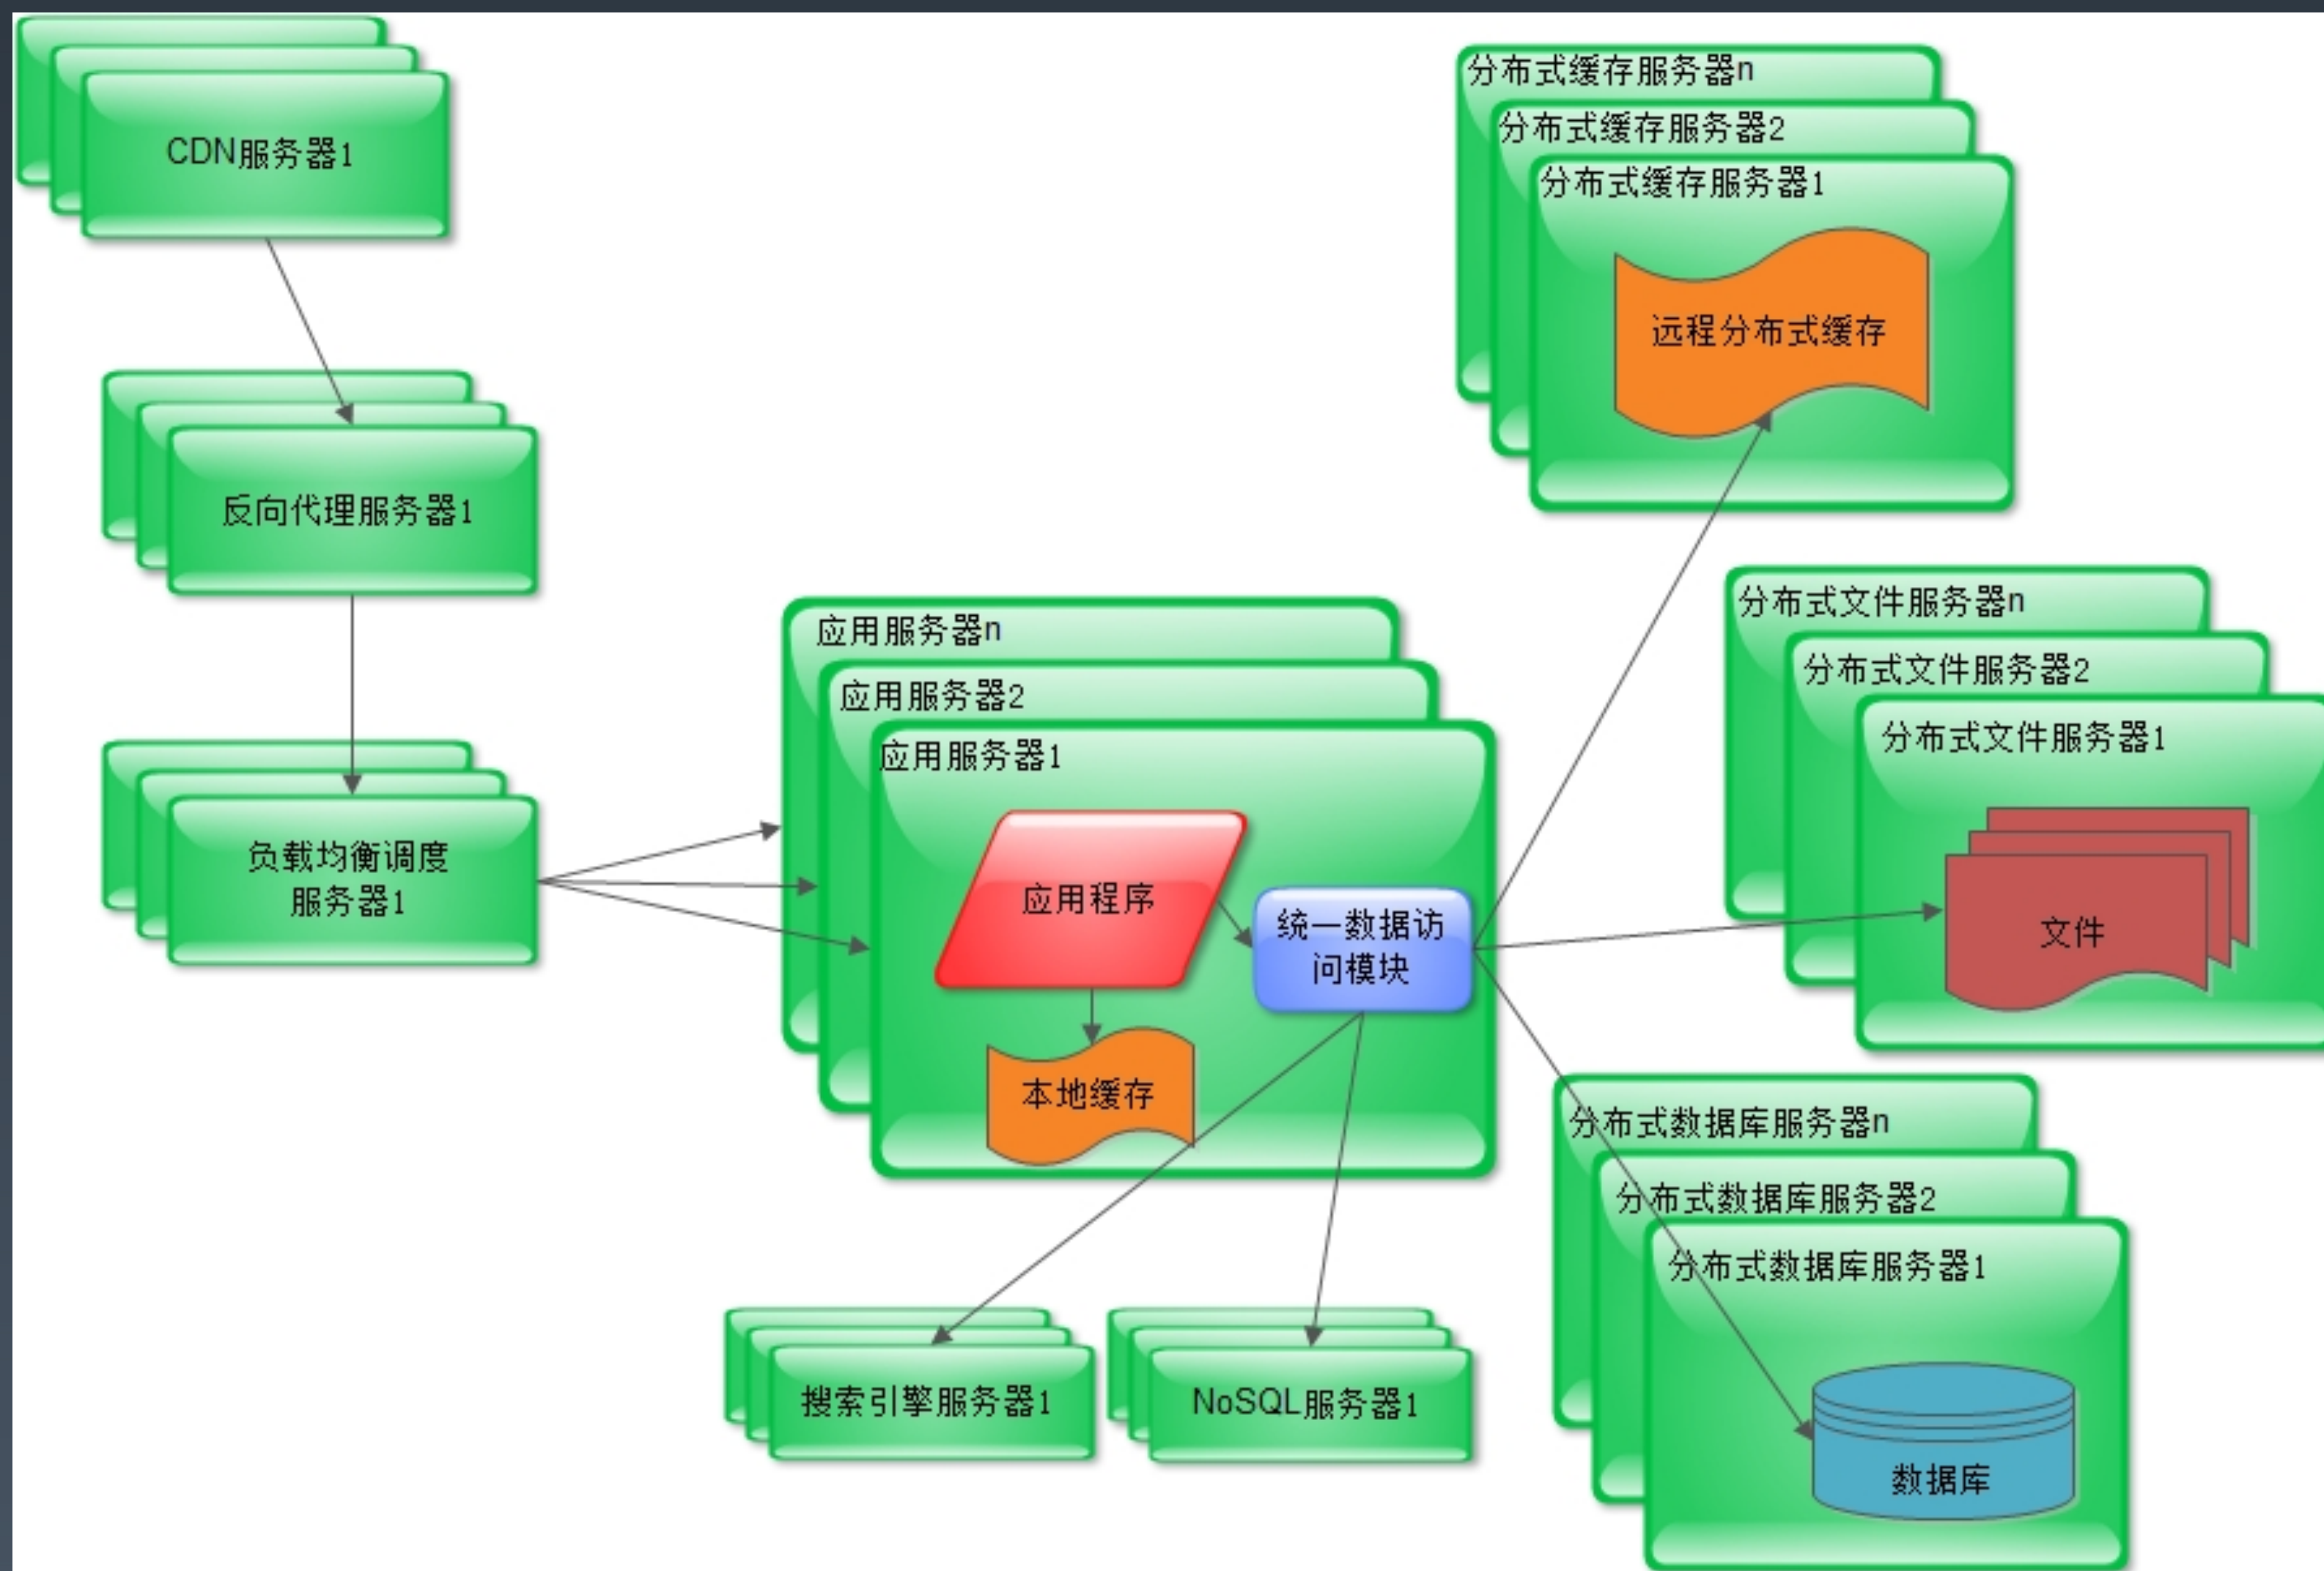 CDN服务器1
反向代理服务器1
负载均衡调度
服务器1
应用服务器n
应用服务器2
应用服务器1
应用程序
统一数据访
问模块
本地缓存
搜索引擎服务器1
NoSQL服务器1
分布式缓存服务器n
分布式缓存服务器2
分布式缓存服务器1
远程分布式缓存
分布式文件服务器n
分布式文件服务器2
分布式文件服务器1
文件
分布式数据库服务器n
分布式数据库服务器2
分布式数据库服务器1
数据库